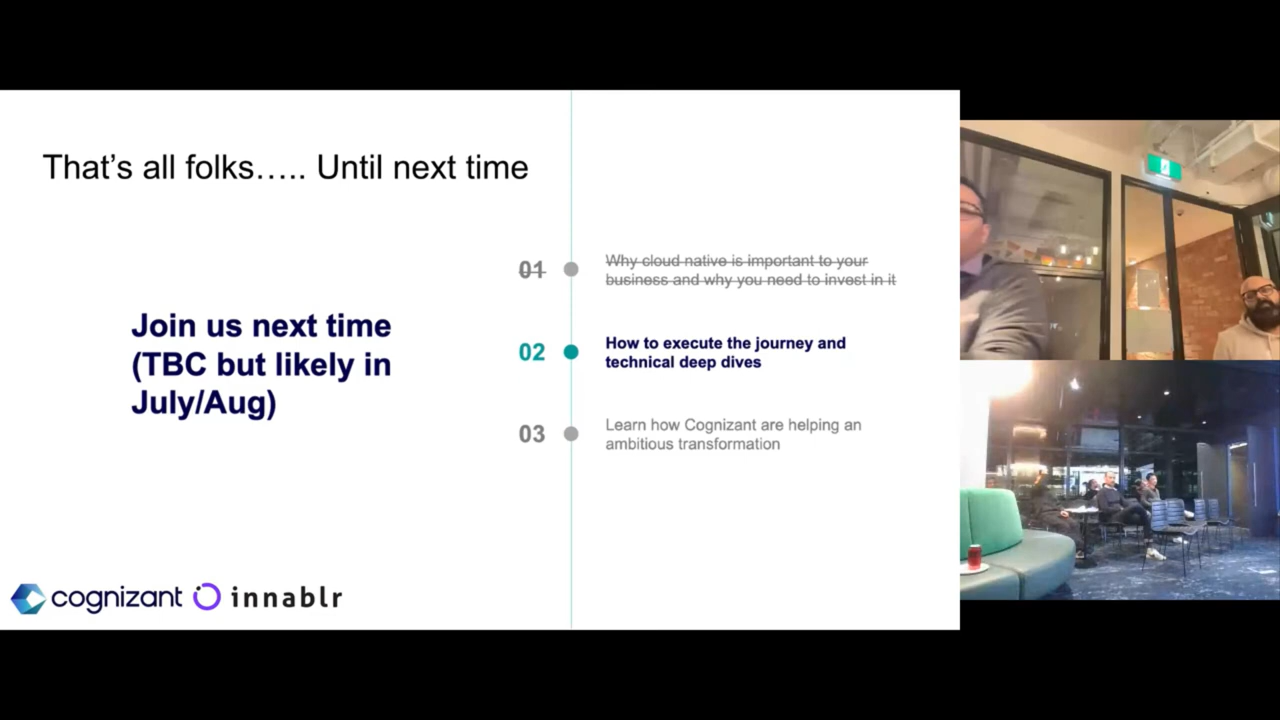 That's all folks….. Until next time
Join us next time
(TBC but likely in
July/Aug)
01
Why cloud native is important to your
business and why you need to invest in it
02
How to execute the journey and
technical deep dives
03
Learn how Cognizant are helping an
ambitious transformation
cognizant innablr